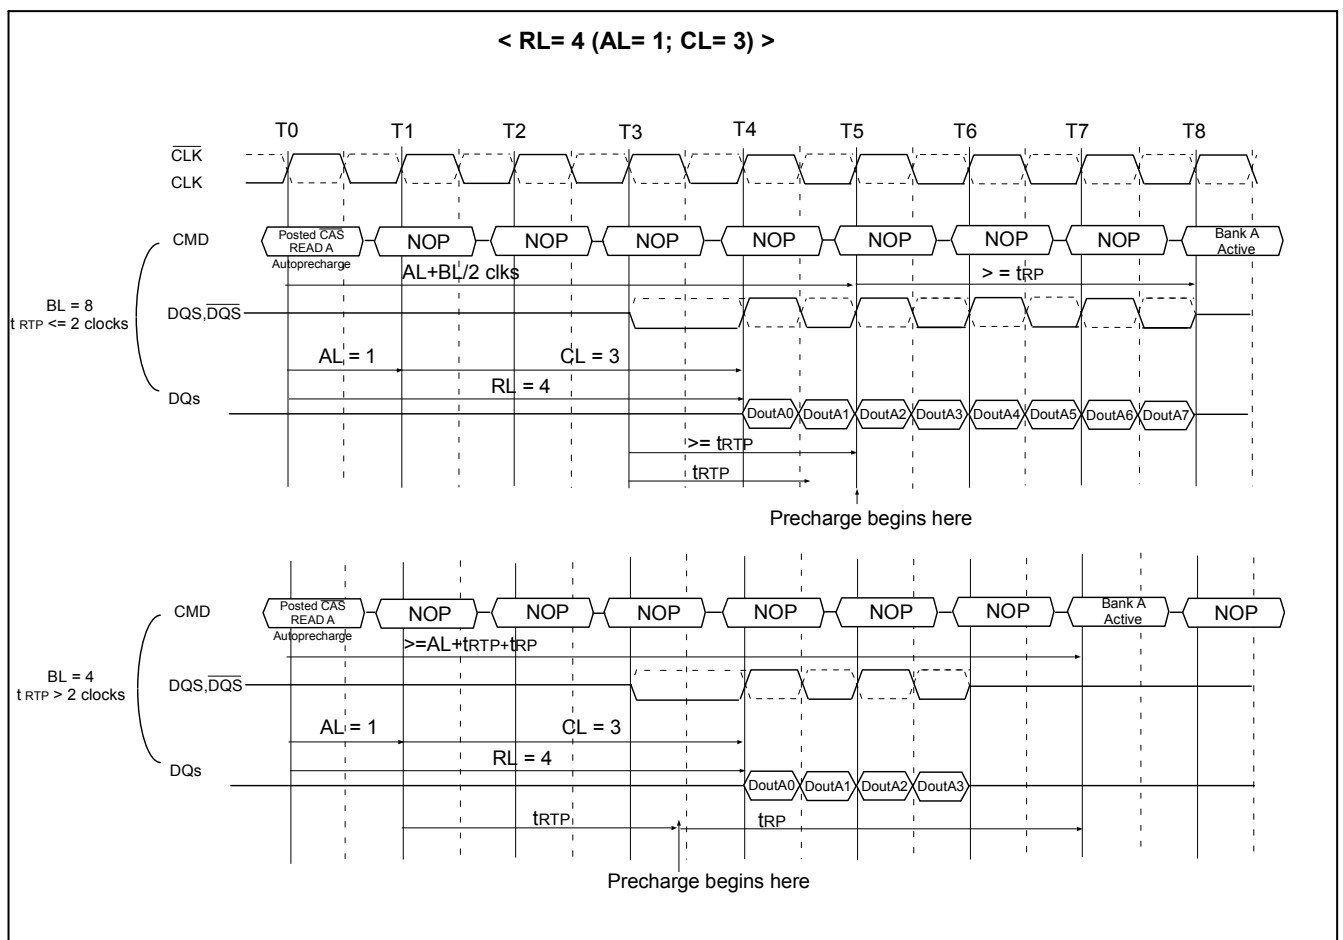 < RL= 4 (AL= 1; CL= 3) >
T0 T1 T2 T3 T4 T5 T6 T7 T8
CLK
CLK
CMD
Posted CAS
READ A
Autoprecharge
NOP NOP NOP NOP NOP NOP NOP
Bank A
Active
AL+BL/2 clks
> = tRP
BL = 8
t RTP <= 2 clocks
DQS,DQS
AL = 1
CL = 3
RL = 4
DQs
DoutA0 DoutA1 DoutA2 DoutA3 DoutA4 DoutA5 DoutA6 DoutA7
>= tRTP
tRTP
Precharge begins here
CMD
Posted CAS
READ A
Autoprecharge
NOP NOP NOP NOP NOP NOP
Bank A
Active
NOP
>=AL+tRTP+tRP
BL = 4
t RTP > 2 clocks
DQS,DQS
AL = 1
CL = 3
RL = 4
DQs
DoutA0 DoutA1 DoutA2 DoutA3
tRTP
tRP
Precharge begins here